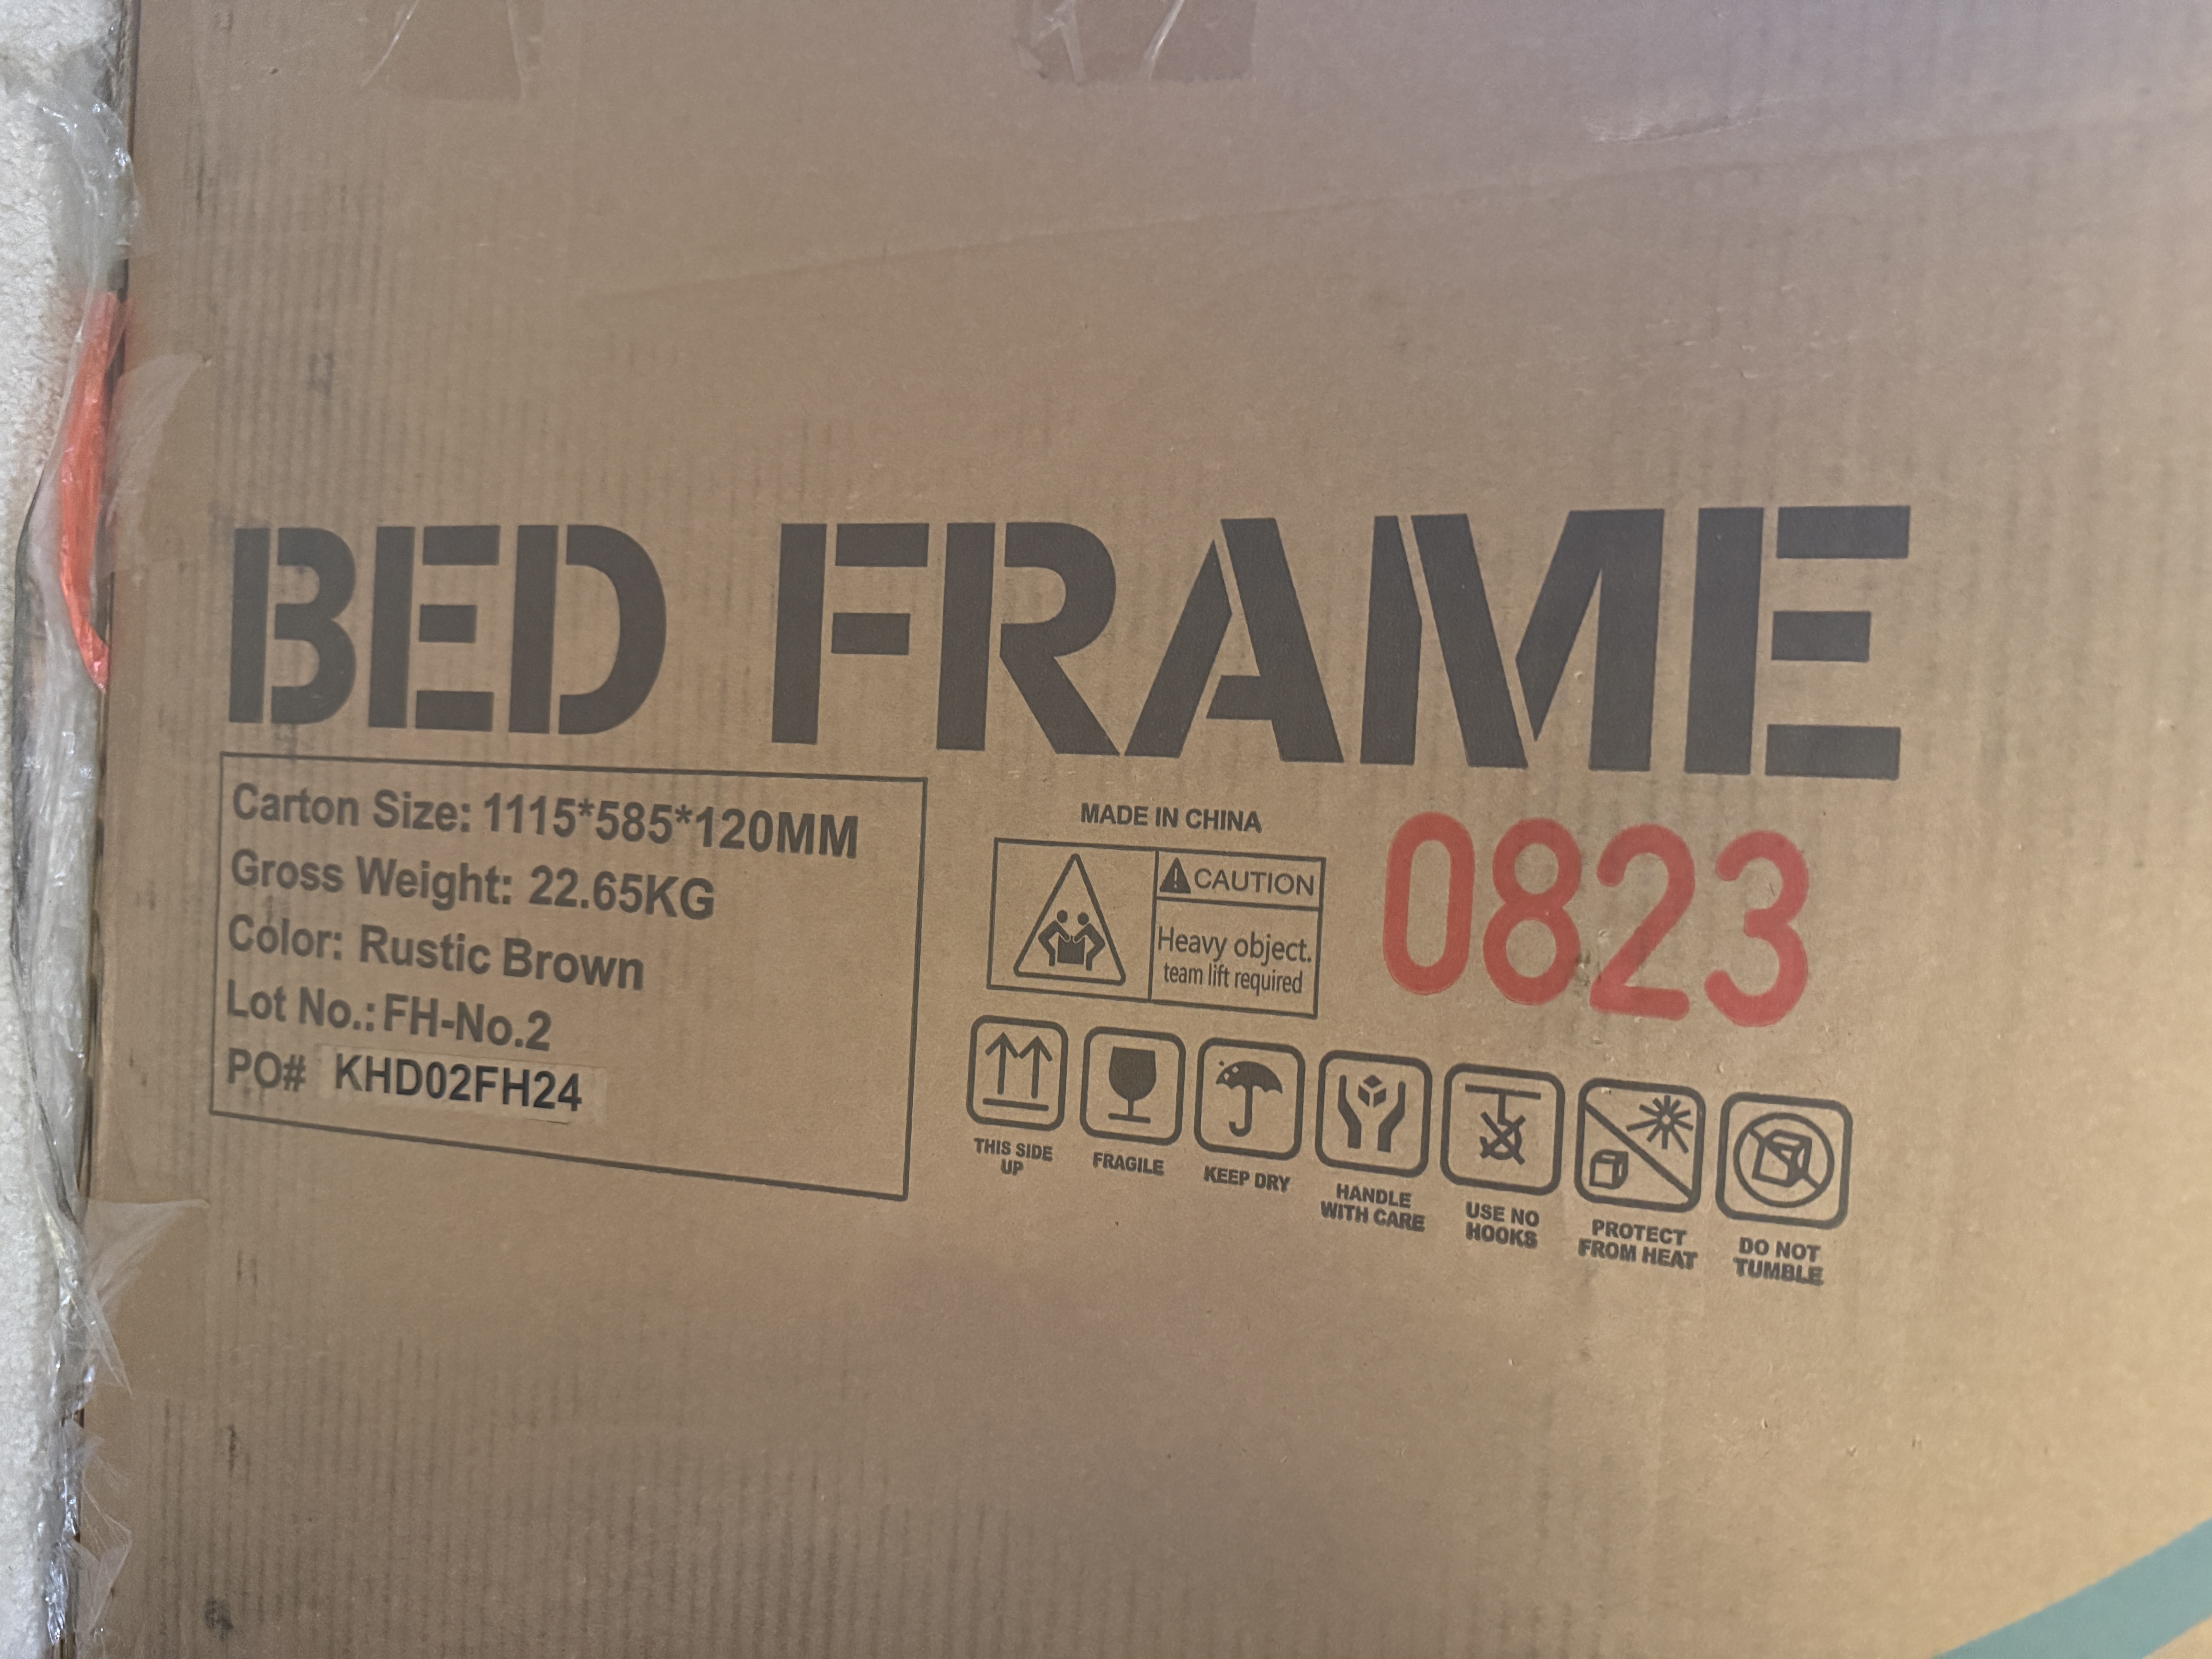 BED FRAME
Carton Size: 1115*585*120MM
Gross Weight: 22.65KG
Color: Rustic Brown
Lot No.: FH-No.2
PO# KHD02FH24
MADE IN CHINA
CAUTION
Heavy object.
team lift required
0823
THIS SIDE
UP
FRAGILE
KEEP DRY
HANDLE
WITH CARE
USE NO
HOOKS
PROTECT
FROM HEAT
DO NOT
TUMBLE